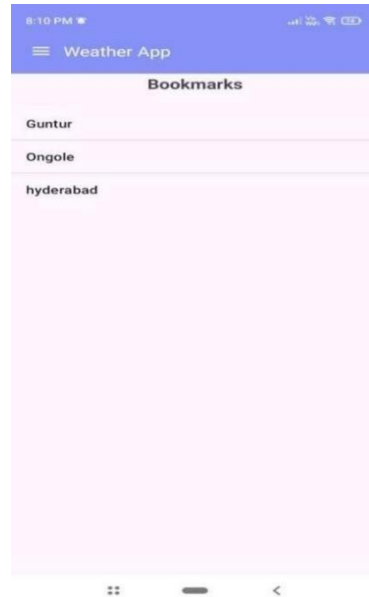 8:10 PM
Weather App
Bookmarks
Guntur
Ongole
hyderabad